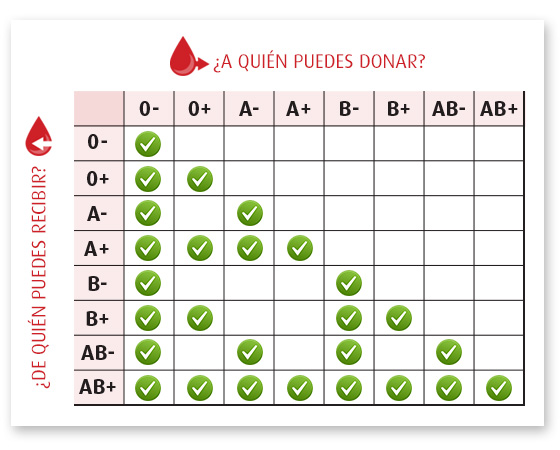 ¿A QUIÉN PUEDES DONAR?
0- 0+ A- A+ B- B+ AB- AB+
¿DE QUIÉN PUEDES RECIBIR?
0-
0+
A-
A+
B-
B+
AB-
AB+